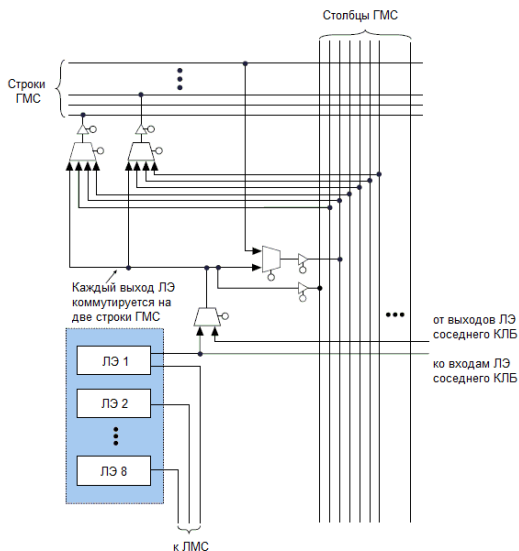 Столбцы ГМС
Строки
ГМС
Каждый выход ЛЭ
коммутируется на
две строки ГМС
от выходов ЛЭ
соседнего КЛБ
ко входам ЛЭ
соседнего КЛБ
ЛЭ 1
ЛЭ 2
ЛЭ 8
к ЛМС